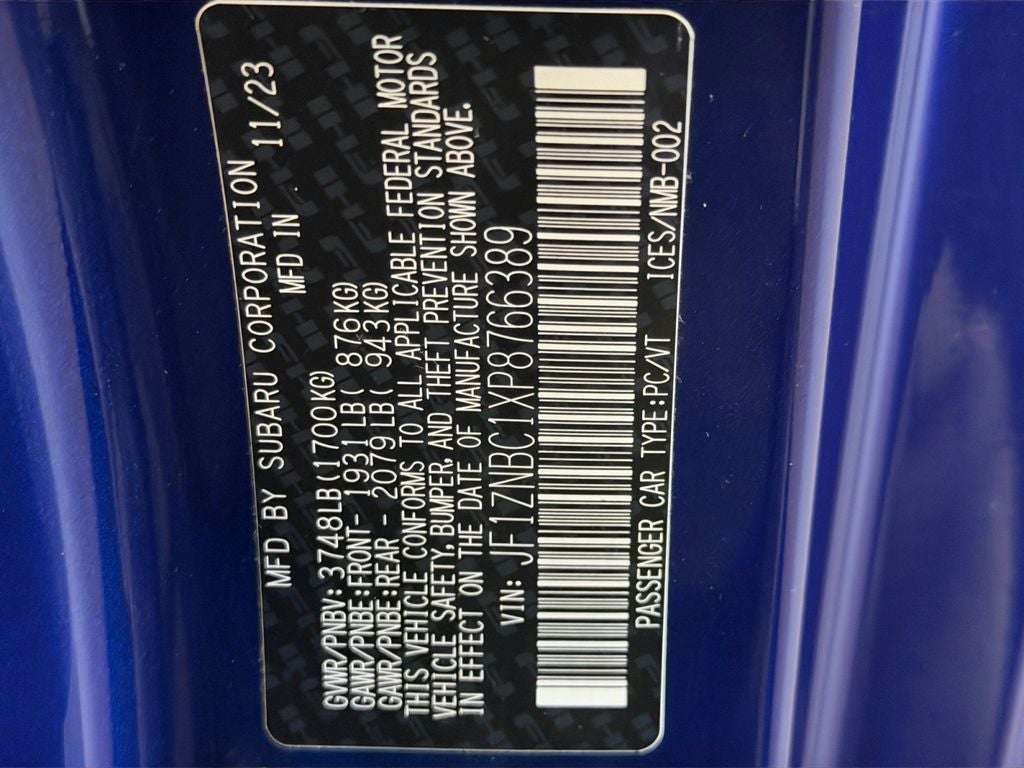 MFD BY SUBARU CORPORATION
MFD IN 11/23
GVWR/PNBV: 3748LB (1700KG)
GAWR/PNBE:FRONT- 1931 LB ( 876KG)
GAWR/PNBE:REAR - 2079 LB ( 943KG)
THIS VEHICLE CONFORMS TO ALL APPLICABLE FEDERAL MOTOR
VEHICLE SAFETY, BUMPER, AND THEFT PREVENTION STANDARDS
IN EFFECT ON THE DATE OF MANUFACTURE SHOWN ABOVE.
VIN: JF1ZNBC1XP8766389
PASSENGER CAR TYPE:PC/VT ICES/NMB-002